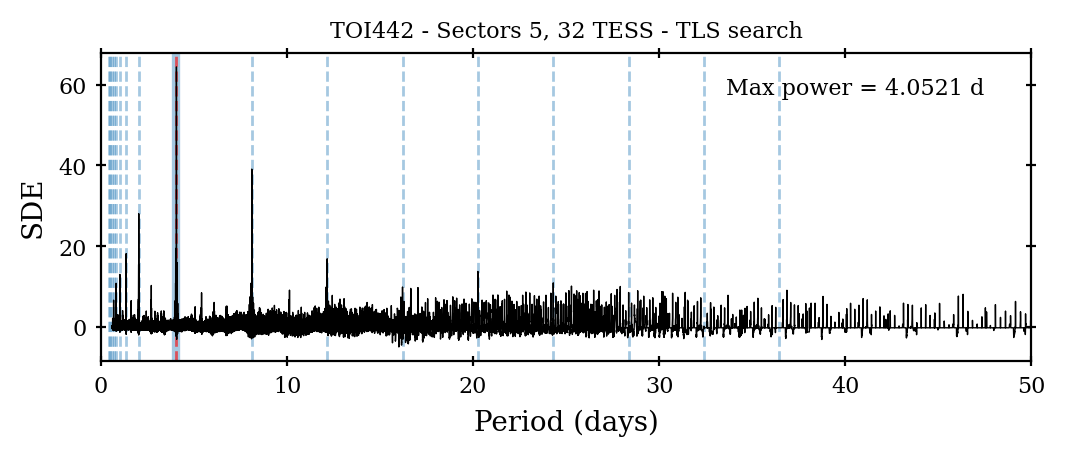 TOI442 - Sectors 5, 32 TESS - TLS search
Max power = 4.0521 d
60
40
20
0
SDE
0 10 20 30 40 50
Period (days)